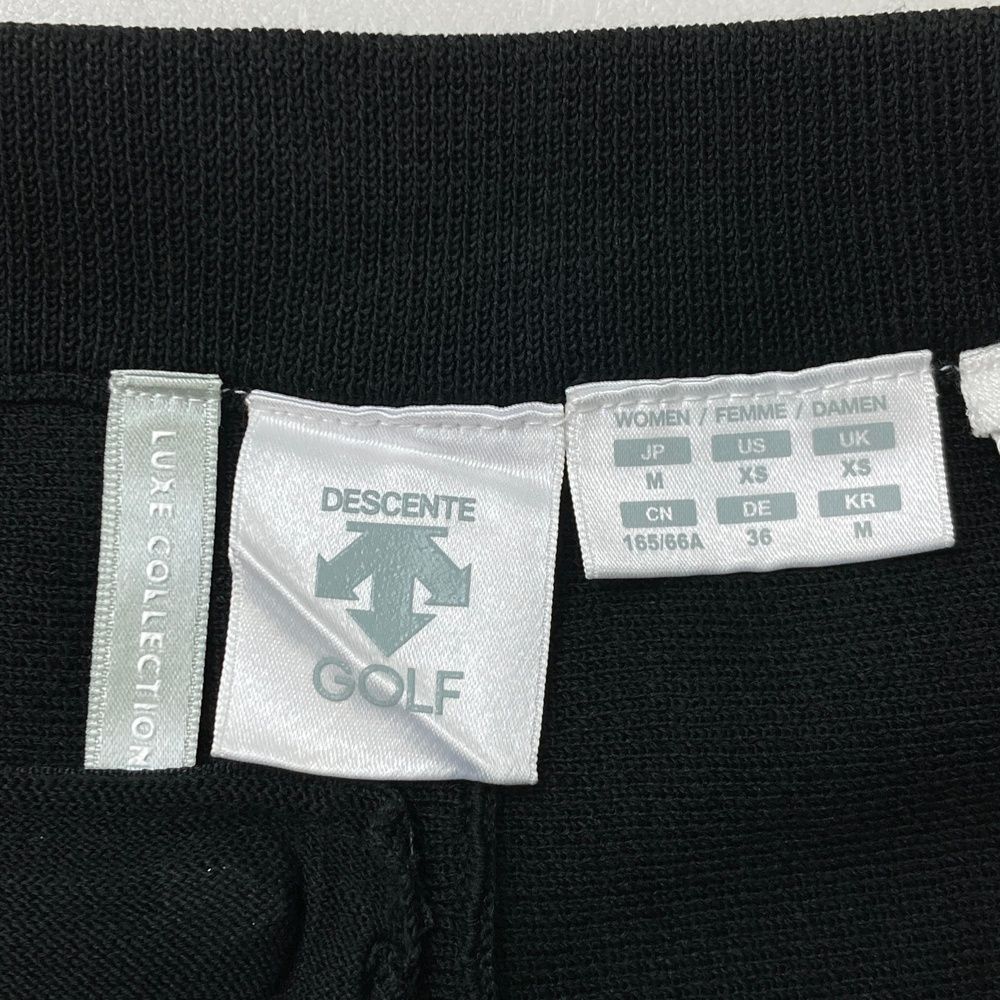 LUXE COLLECTION
DESCENTE
GOLF
WOMEN / FEMME / DAMEN
JP US UK
M XS XS
CN DE KR
165/66A 36 M